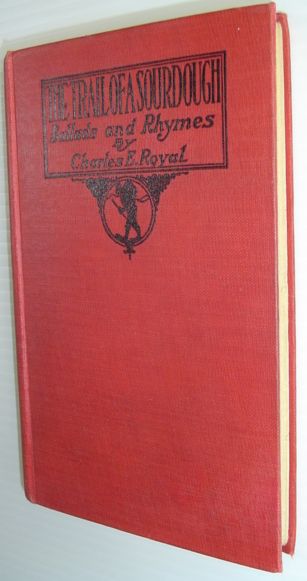 THE TRAIL OF A SOURDOUGH
Ballads and Rhymes
by
Charles E. Royal